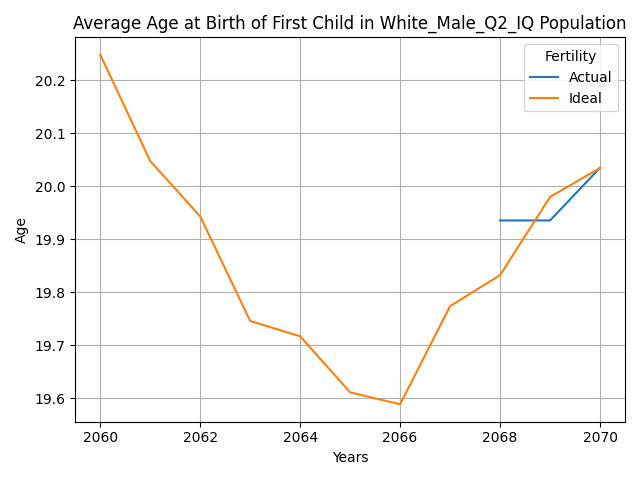 Average Age at Birth of First Child in White_Male_Q2_IQ Population
Fertility
Actual
Ideal
Age
20.2
20.1
20.0
19.9
19.8
19.7
19.6
2060 2062 2064 2066 2068 2070
Years